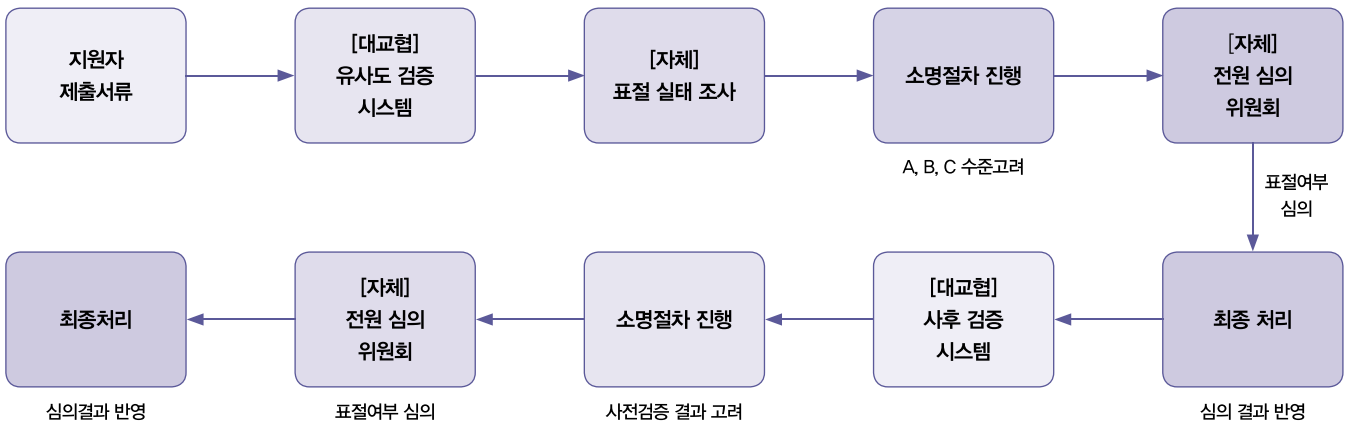 지원자
제출서류
[대교협]
유사도 검증
시스템
[자체]
표절 실태 조사
소명절차 진행
A, B, C 수준고려
[자체]
전원 심의
위원회
표절여부
심의
최종 처리
심의 결과 반영
[대교협]
사후 검증
시스템
소명절차 진행
사전검증 결과 고려
[자체]
전원 심의
위원회
표절여부 심의
최종처리
심의결과 반영